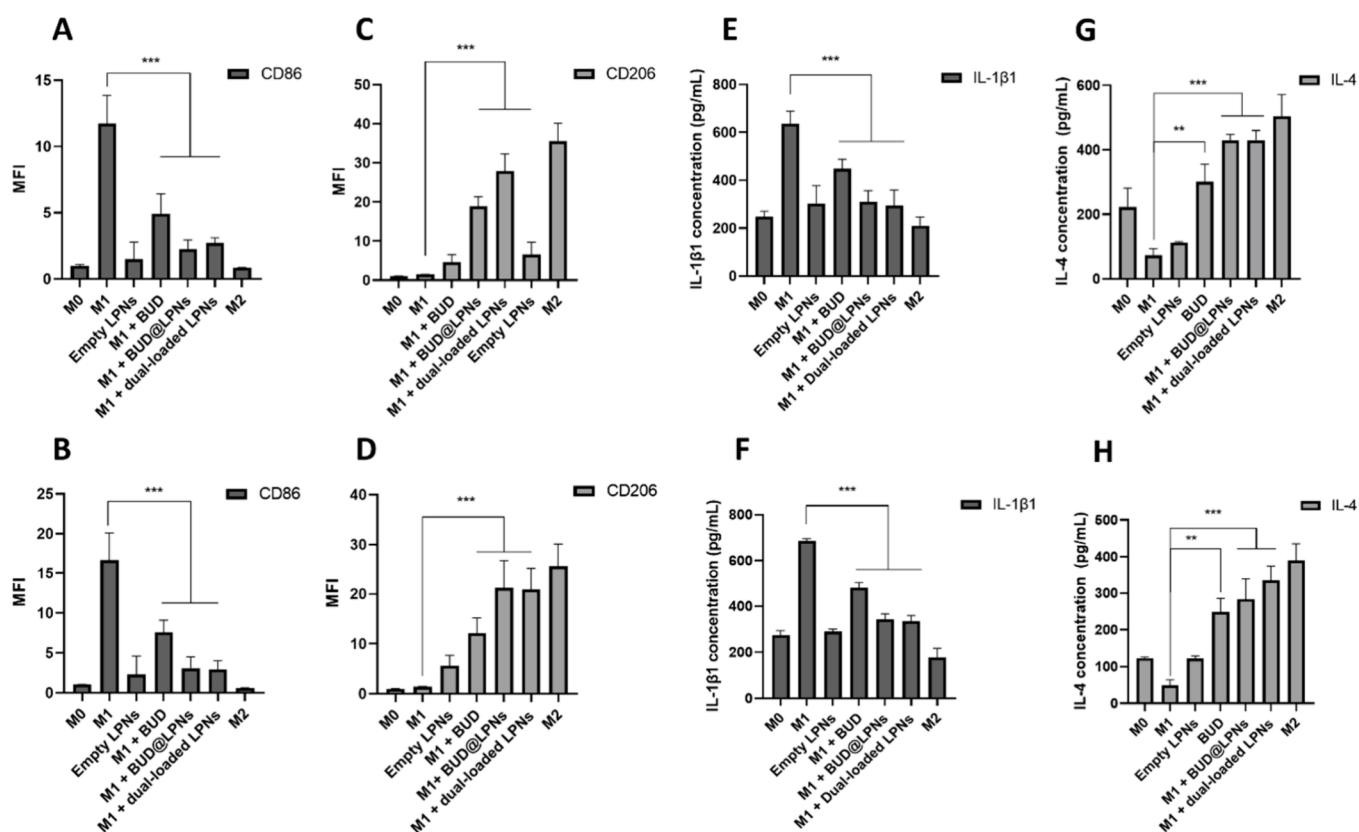 A
***
CD86
MFI
15
10
5
0
M0
M1
Empty LPNs
M1 + BUD
M1 + BUD@LPNs
M1 + dual-loaded LPNs
M2
C
***
CD206
MFI
50
40
30
20
10
0
M0
M1
M1 + BUD
M1 + BUD@LPNs
M1 + dual-loaded LPNs
Empty LPNs
M2
E
***
IL-1β1
IL-1β1 concentration (pg/mL)
800
600
400
200
0
M0
M1
Empty LPNs
M1 + BUD
M1 + BUD@LPNs
M1 + Dual-loaded LPNs
M2
G
***
**
IL-4
IL-4 concentration (pg/mL)
600
400
200
0
M0
M1
Empty LPNs
BUD
M1 + BUD@LPNs
M1 + dual-loaded LPNs
M2
B
***
CD86
MFI
25
20
15
10
5
0
M0
M1
Empty LPNs
M1 + BUD
M1 + BUD@LPNs
M1 + dual-loaded LPNs
M2
D
***
CD206
MFI
40
30
20
10
0
M0
M1
Empty LPNs
M1 + BUD
M1+ BUD@LPNs
M1 + dual-loaded LPNs
M2
F
***
IL-1β1
IL-1β1 concentration (pg/mL)
800
600
400
200
0
M0
M1
Empty LPNs
M1 + BUD
M1 + BUD@LPNs
M1 + Dual-loaded LPNs
M2
H
***
**
IL-4
IL-4 concentration (pg/mL)
600
500
400
300
200
100
0
M0
M1
Empty LPNs
BUD
M1 + BUD@LPNs
M1 + dual-loaded LPNs
M2